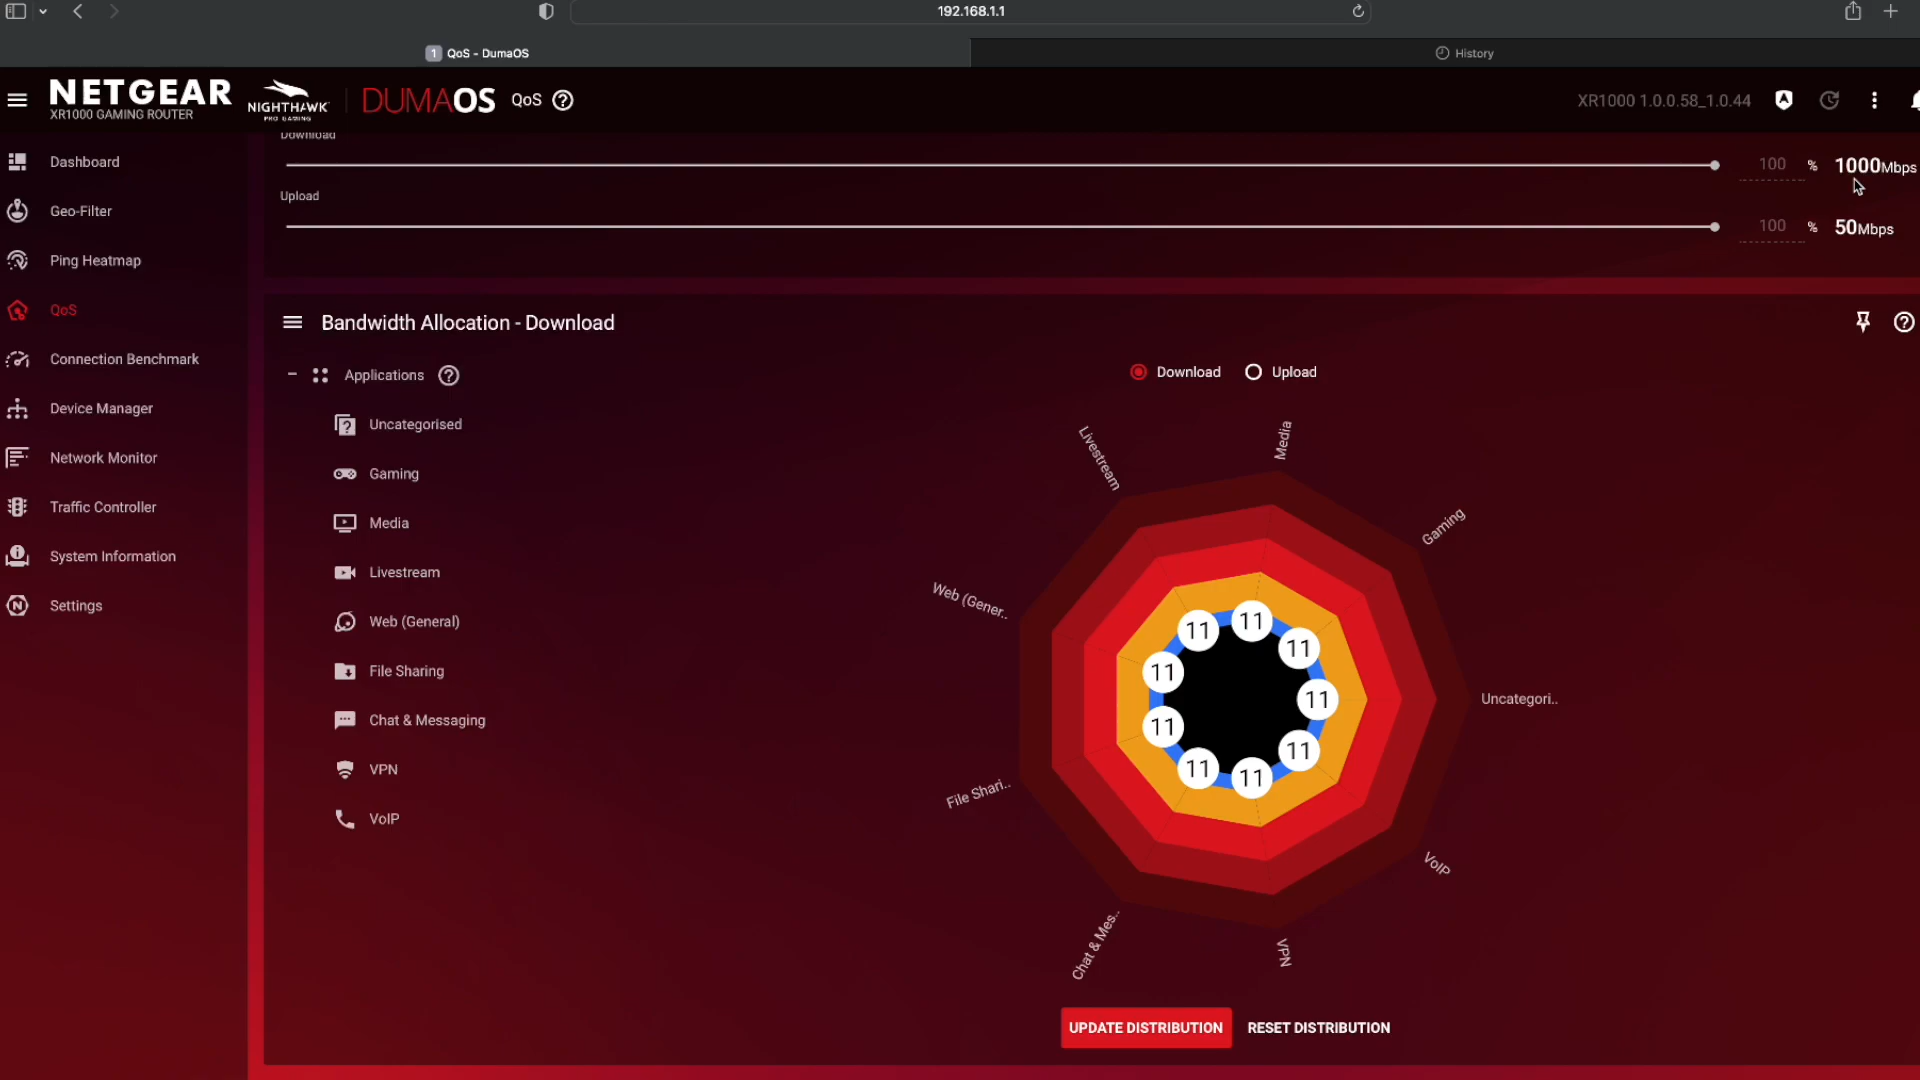 192.168.1.1
1 QoS - DumaOS
History
NETGEAR
XR1000 GAMING ROUTER
NIGHTHAWK
PRO GAMING
DUMAOS
QoS
XR1000 1.0.0.58_1.0.44
Dashboard
Geo-Filter
Ping Heatmap
QoS
Connection Benchmark
Device Manager
Network Monitor
Traffic Controller
System Information
Settings
Download
100 % 1000Mbps
Upload
100 % 50Mbps
Bandwidth Allocation - Download
Applications
Uncategorised
Gaming
Media
Livestream
Web (General)
File Sharing
Chat & Messaging
VPN
VoIP
Download
Upload
Livestream
Media
Gaming
Web (Gener..
Uncategori..
File Shari..
VoIP
Chat & Mes..
VPN
11
11
11
11
11
11
11
11
11
UPDATE DISTRIBUTION
RESET DISTRIBUTION